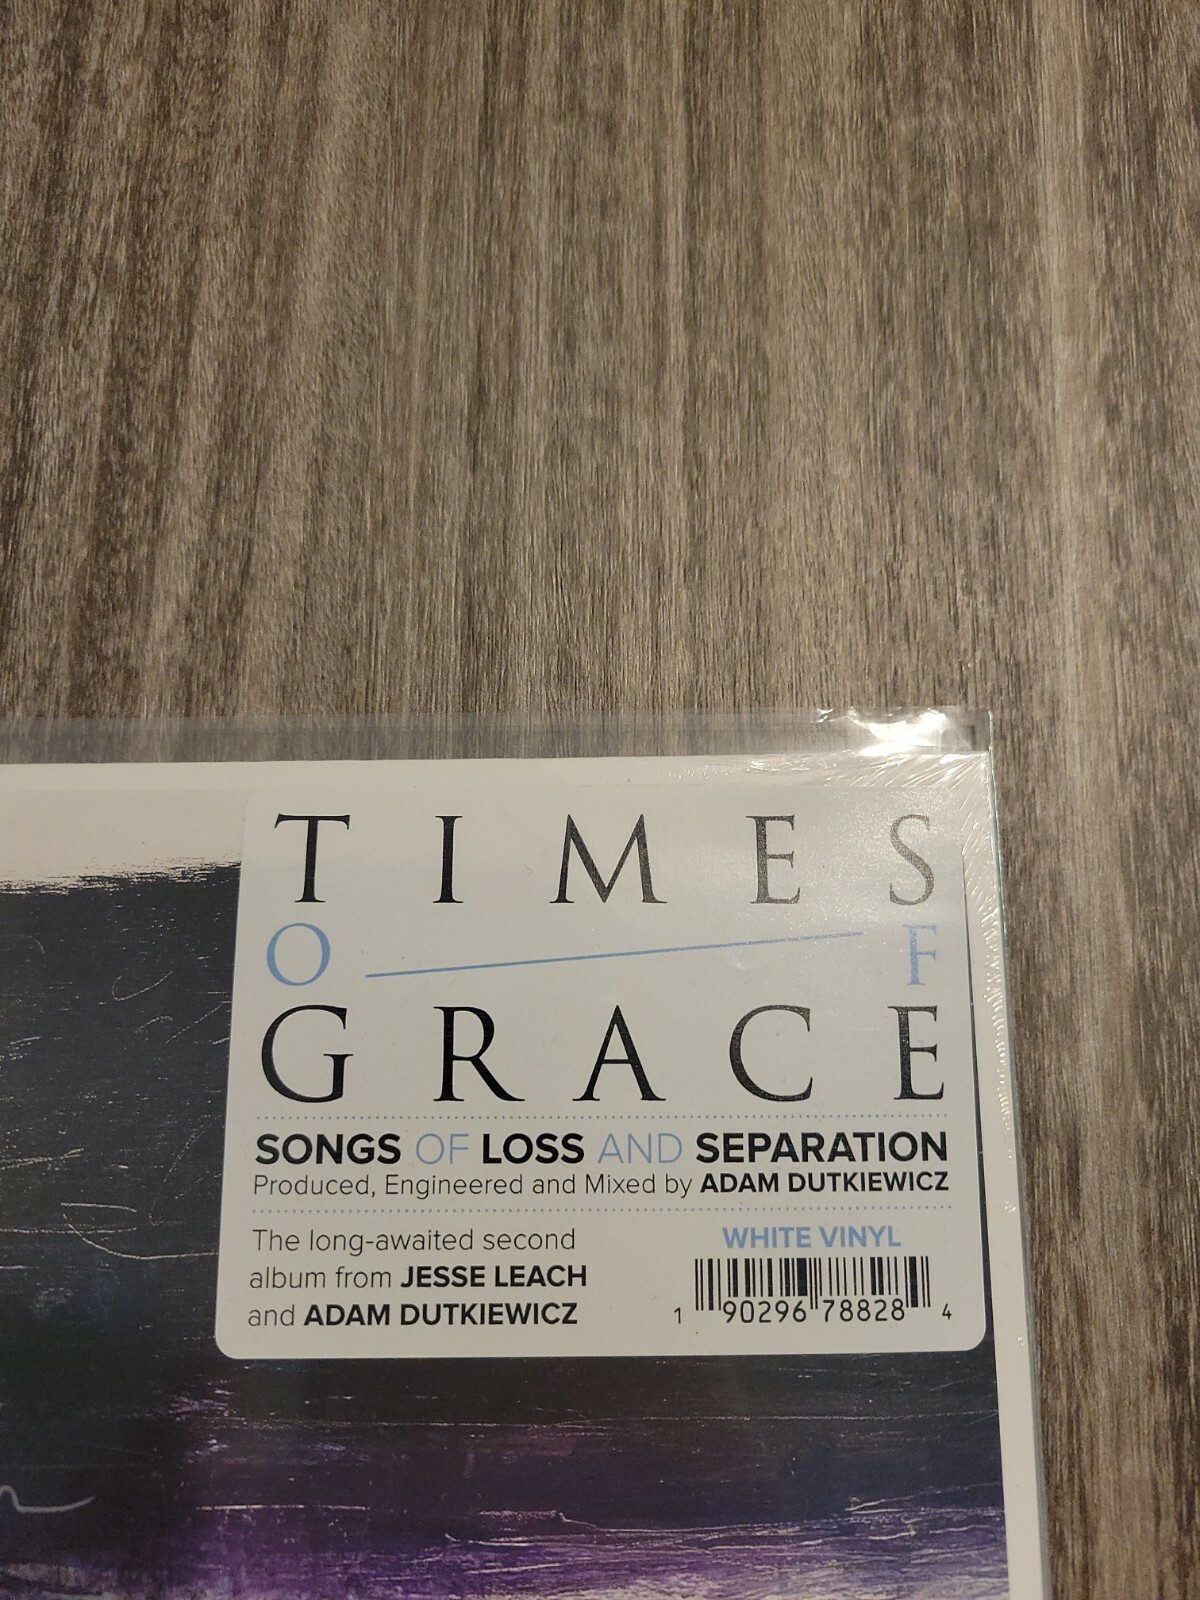 TIMES
O F
GRACE
SONGS OF LOSS AND SEPARATION
Produced, Engineered and Mixed by ADAM DUTKIEWICZ
The long-awaited second
album from JESSE LEACH
and ADAM DUTKIEWICZ
WHITE VINYL
1 90296 78828 4